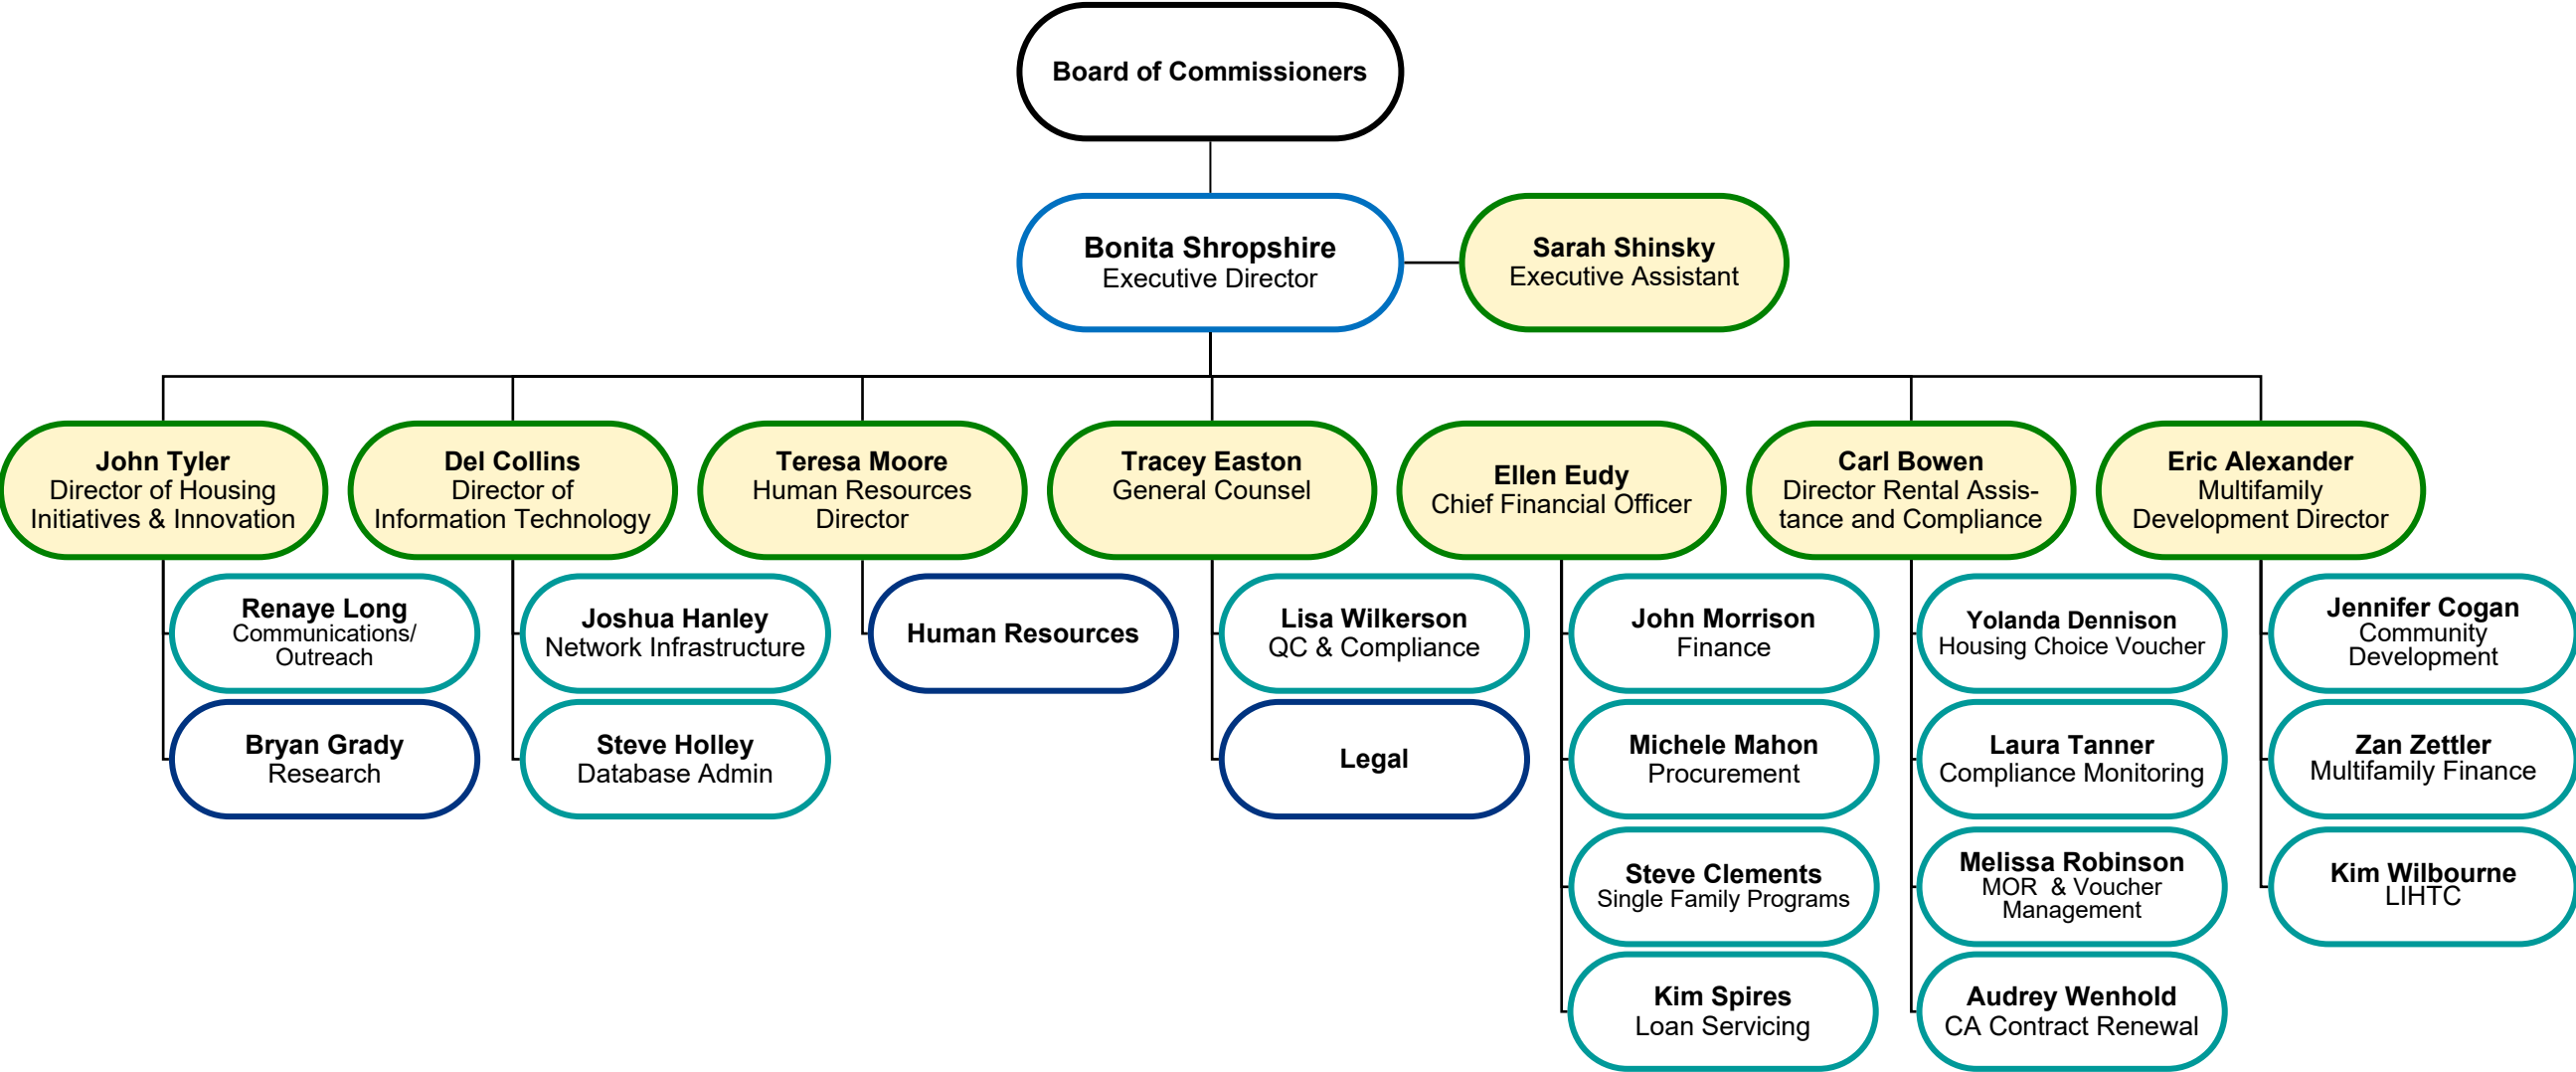 Board of Commissioners
Bonita Shropshire
Executive Director
Sarah Shinsky
Executive Assistant
John Tyler
Director of Housing
Initiatives & Innovation
Del Collins
Director of
Information Technology
Teresa Moore
Human Resources
Director
Tracey Easton
General Counsel
Ellen Eudy
Chief Financial Officer
Carl Bowen
Director Rental Assis-
tance and Compliance
Eric Alexander
Multifamily
Development Director
Renaye Long
Communications/
Outreach
Joshua Hanley
Network Infrastructure
Human Resources
Lisa Wilkerson
QC & Compliance
John Morrison
Finance
Yolanda Dennison
Housing Choice Voucher
Jennifer Cogan
Community
Development
Bryan Grady
Research
Steve Holley
Database Admin
Legal
Michele Mahon
Procurement
Laura Tanner
Compliance Monitoring
Zan Zettler
Multifamily Finance
Steve Clements
Single Family Programs
Melissa Robinson
MOR & Voucher
Management
Kim Wilbourne
LIHTC
Kim Spires
Loan Servicing
Audrey Wenhold
CA Contract Renewal